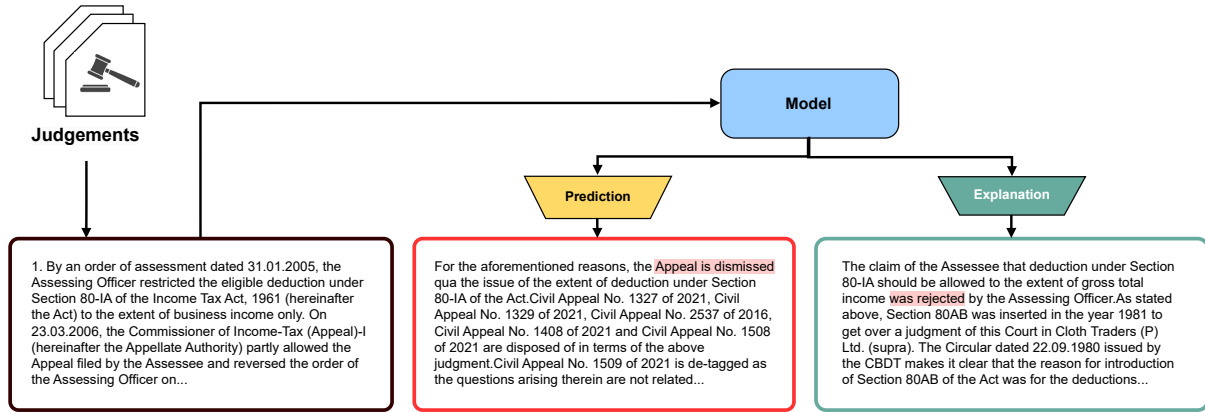 Judgements
Model
Prediction
Explanation
1. By an order of assessment dated 31.01.2005, the
Assessing Officer restricted the eligible deduction under
Section 80-IA of the Income Tax Act, 1961 (hereinafter
the Act) to the extent of business income only. On
23.03.2006, the Commissioner of Income-Tax (Appeal)-I
(hereinafter the Appellate Authority) partly allowed the
Appeal filed by the Assessee and reversed the order of
the Assessing Officer on...
For the aforementioned reasons, the Appeal is dismissed
qua the issue of the extent of deduction under Section
80-IA of the Act.Civil Appeal No. 1327 of 2021, Civil
Appeal No. 1329 of 2021, Civil Appeal No. 2537 of 2016,
Civil Appeal No. 1408 of 2021 and Civil Appeal No. 1508
of 2021 are disposed of in terms of the above
judgment.Civil Appeal No. 1509 of 2021 is de-tagged as
the questions arising therein are not related...
The claim of the Assessee that deduction under Section
80-IA should be allowed to the extent of gross total
income was rejected by the Assessing Officer.As stated
above, Section 80AB was inserted in the year 1981 to
get over a judgment of this Court in Cloth Traders (P)
Ltd. (supra). The Circular dated 22.09.1980 issued by
the CBDT makes it clear that the reason for introduction
of Section 80AB of the Act was for the deductions...